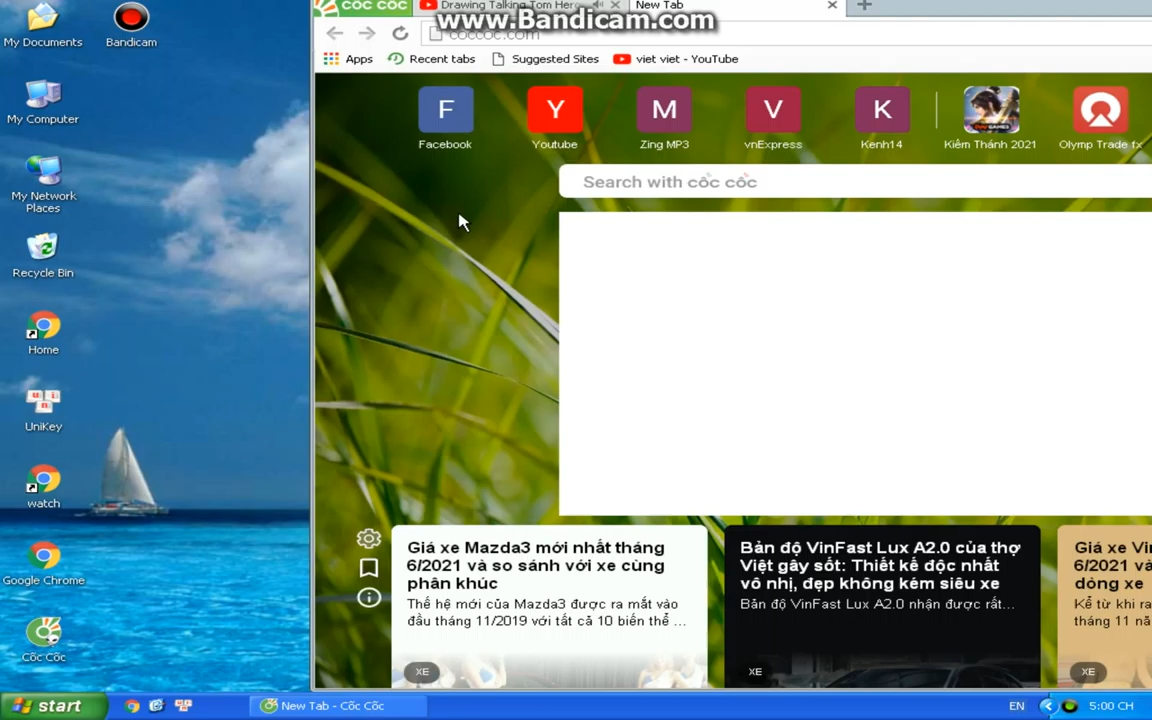 My Documents
Bandicam
My Computer
My Network
Places
Recycle Bin
Home
UniKey
watch
Google Chrome
Cốc Cốc
CỐC CỐC
Drawing Talking Tom Her
New Tab
www.Bandicam.com
coccoc.com
Apps
Recent tabs
Suggested Sites
viet viet - YouTube
F
Y
M
V
K
Facebook
Youtube
Zing MP3
vnExpress
Kenh14
Kiếm Thánh 2021
Olymp Trade fx
Search with cốc cốc
Giá xe Mazda3 mới nhất tháng
6/2021 và so sánh với xe cùng
phân khúc
Thế hệ mới của Mazda3 được ra mắt vào
đầu tháng 11/2019 với tất cả 10 biến thể ...
XE
Bản độ VinFast Lux A2.0 của thợ
Việt gây sốt: Thiết kế độc nhất
vô nhị, đẹp không kém siêu xe
Bản độ VinFast Lux A2.0 nhận được rất...
XE
Giá xe Vi
6/2021 và
dòng xe
Kể từ khi ra
tháng 11 nă
XE
start
New Tab - Cốc Cốc
EN
5:00 CH